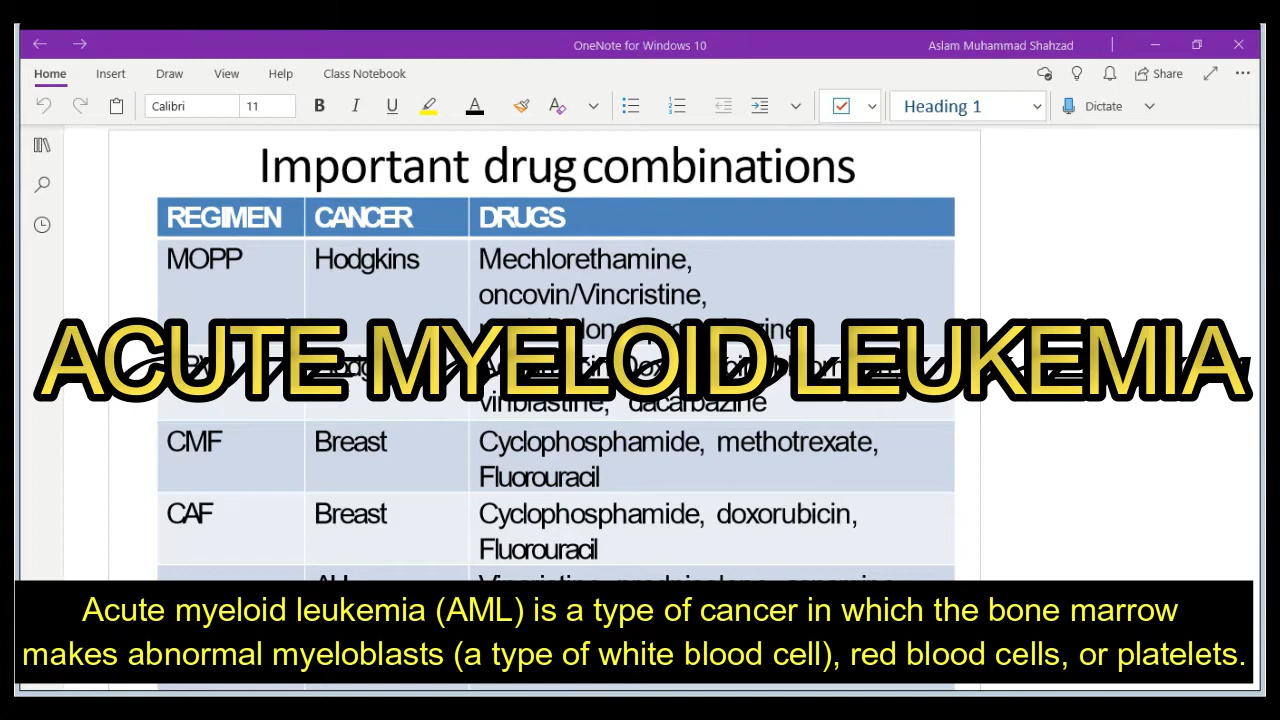 OneNote for Windows 10
Aslam Muhammad Shahzad
Home Insert Draw View Help Class Notebook
Share
Calibri 11 B I U A Heading 1 Dictate
Important drug combinations
REGIMEN CANCER DRUGS
MOPP Hodgkins Mechlorethamine,
oncovin/Vincristine,
ACUTE MYELOID LEUKEMIA
vinblastine, dacarbazine
CMF Breast Cyclophosphamide, methotrexate,
Fluorouracil
CAF Breast Cyclophosphamide, doxorubicin,
Fluorouracil
Acute myeloid leukemia (AML) is a type of cancer in which the bone marrow
makes abnormal myeloblasts (a type of white blood cell), red blood cells, or platelets.